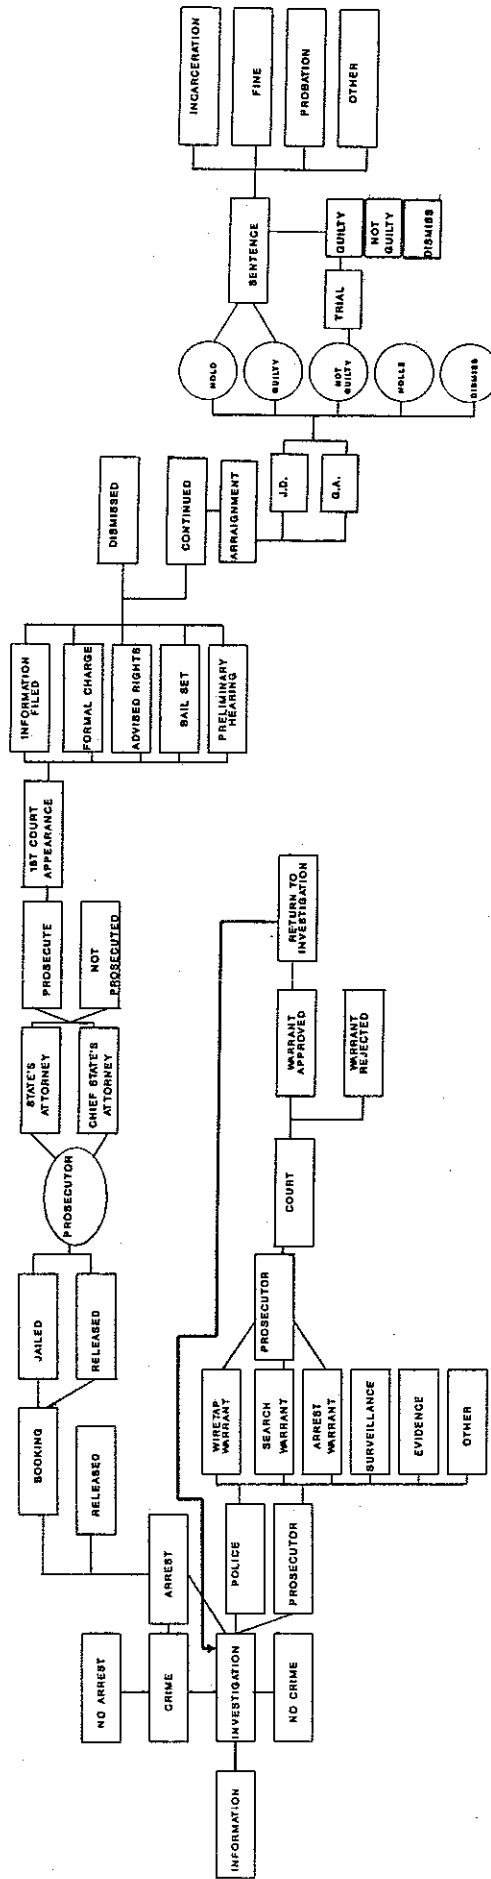 INFORMATION
NO ARREST
CRIME
INVESTIGATION
NO CRIME
ARREST
POLICE
PROSECUTOR
BOOKING
RELEASED
JAILED
RELEASED
WIRETAP
WARRANT
SEARCH
WARRANT
ARREST
WARRANT
SURVEILLANCE
EVIDENCE
OTHER
PROSECUTOR
COURT
WARRANT
APPROVED
WARRANT
REJECTED
RETURN TO
INVESTIGATION
PROSECUTOR
STATE'S
ATTORNEY
CHIEF STATE'S
ATTORNEY
PROSECUTE
NOT
PROSECUTED
1ST COURT
APPEARANCE
INFORMATION
FILED
FORMAL CHARGE
ADVISED RIGHTS
BAIL SET
PRELIMINARY
HEARING
DISMISSED
CONTINUED
ARRAIGNMENT
J.D.
G.A.
NOLO
GUILTY
NOT
GUILTY
NOLLE
DISMISS
TRIAL
SENTENCE
GUILTY
NOT
GUILTY
DISMISS
INCARCERATION
FINE
PROBATION
OTHER